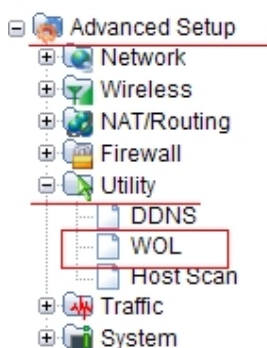 Advanced Setup
Network
Wireless
NAT/Routing
Firewall
Utility
DDNS
WOL
Host Scan
Traffic
System